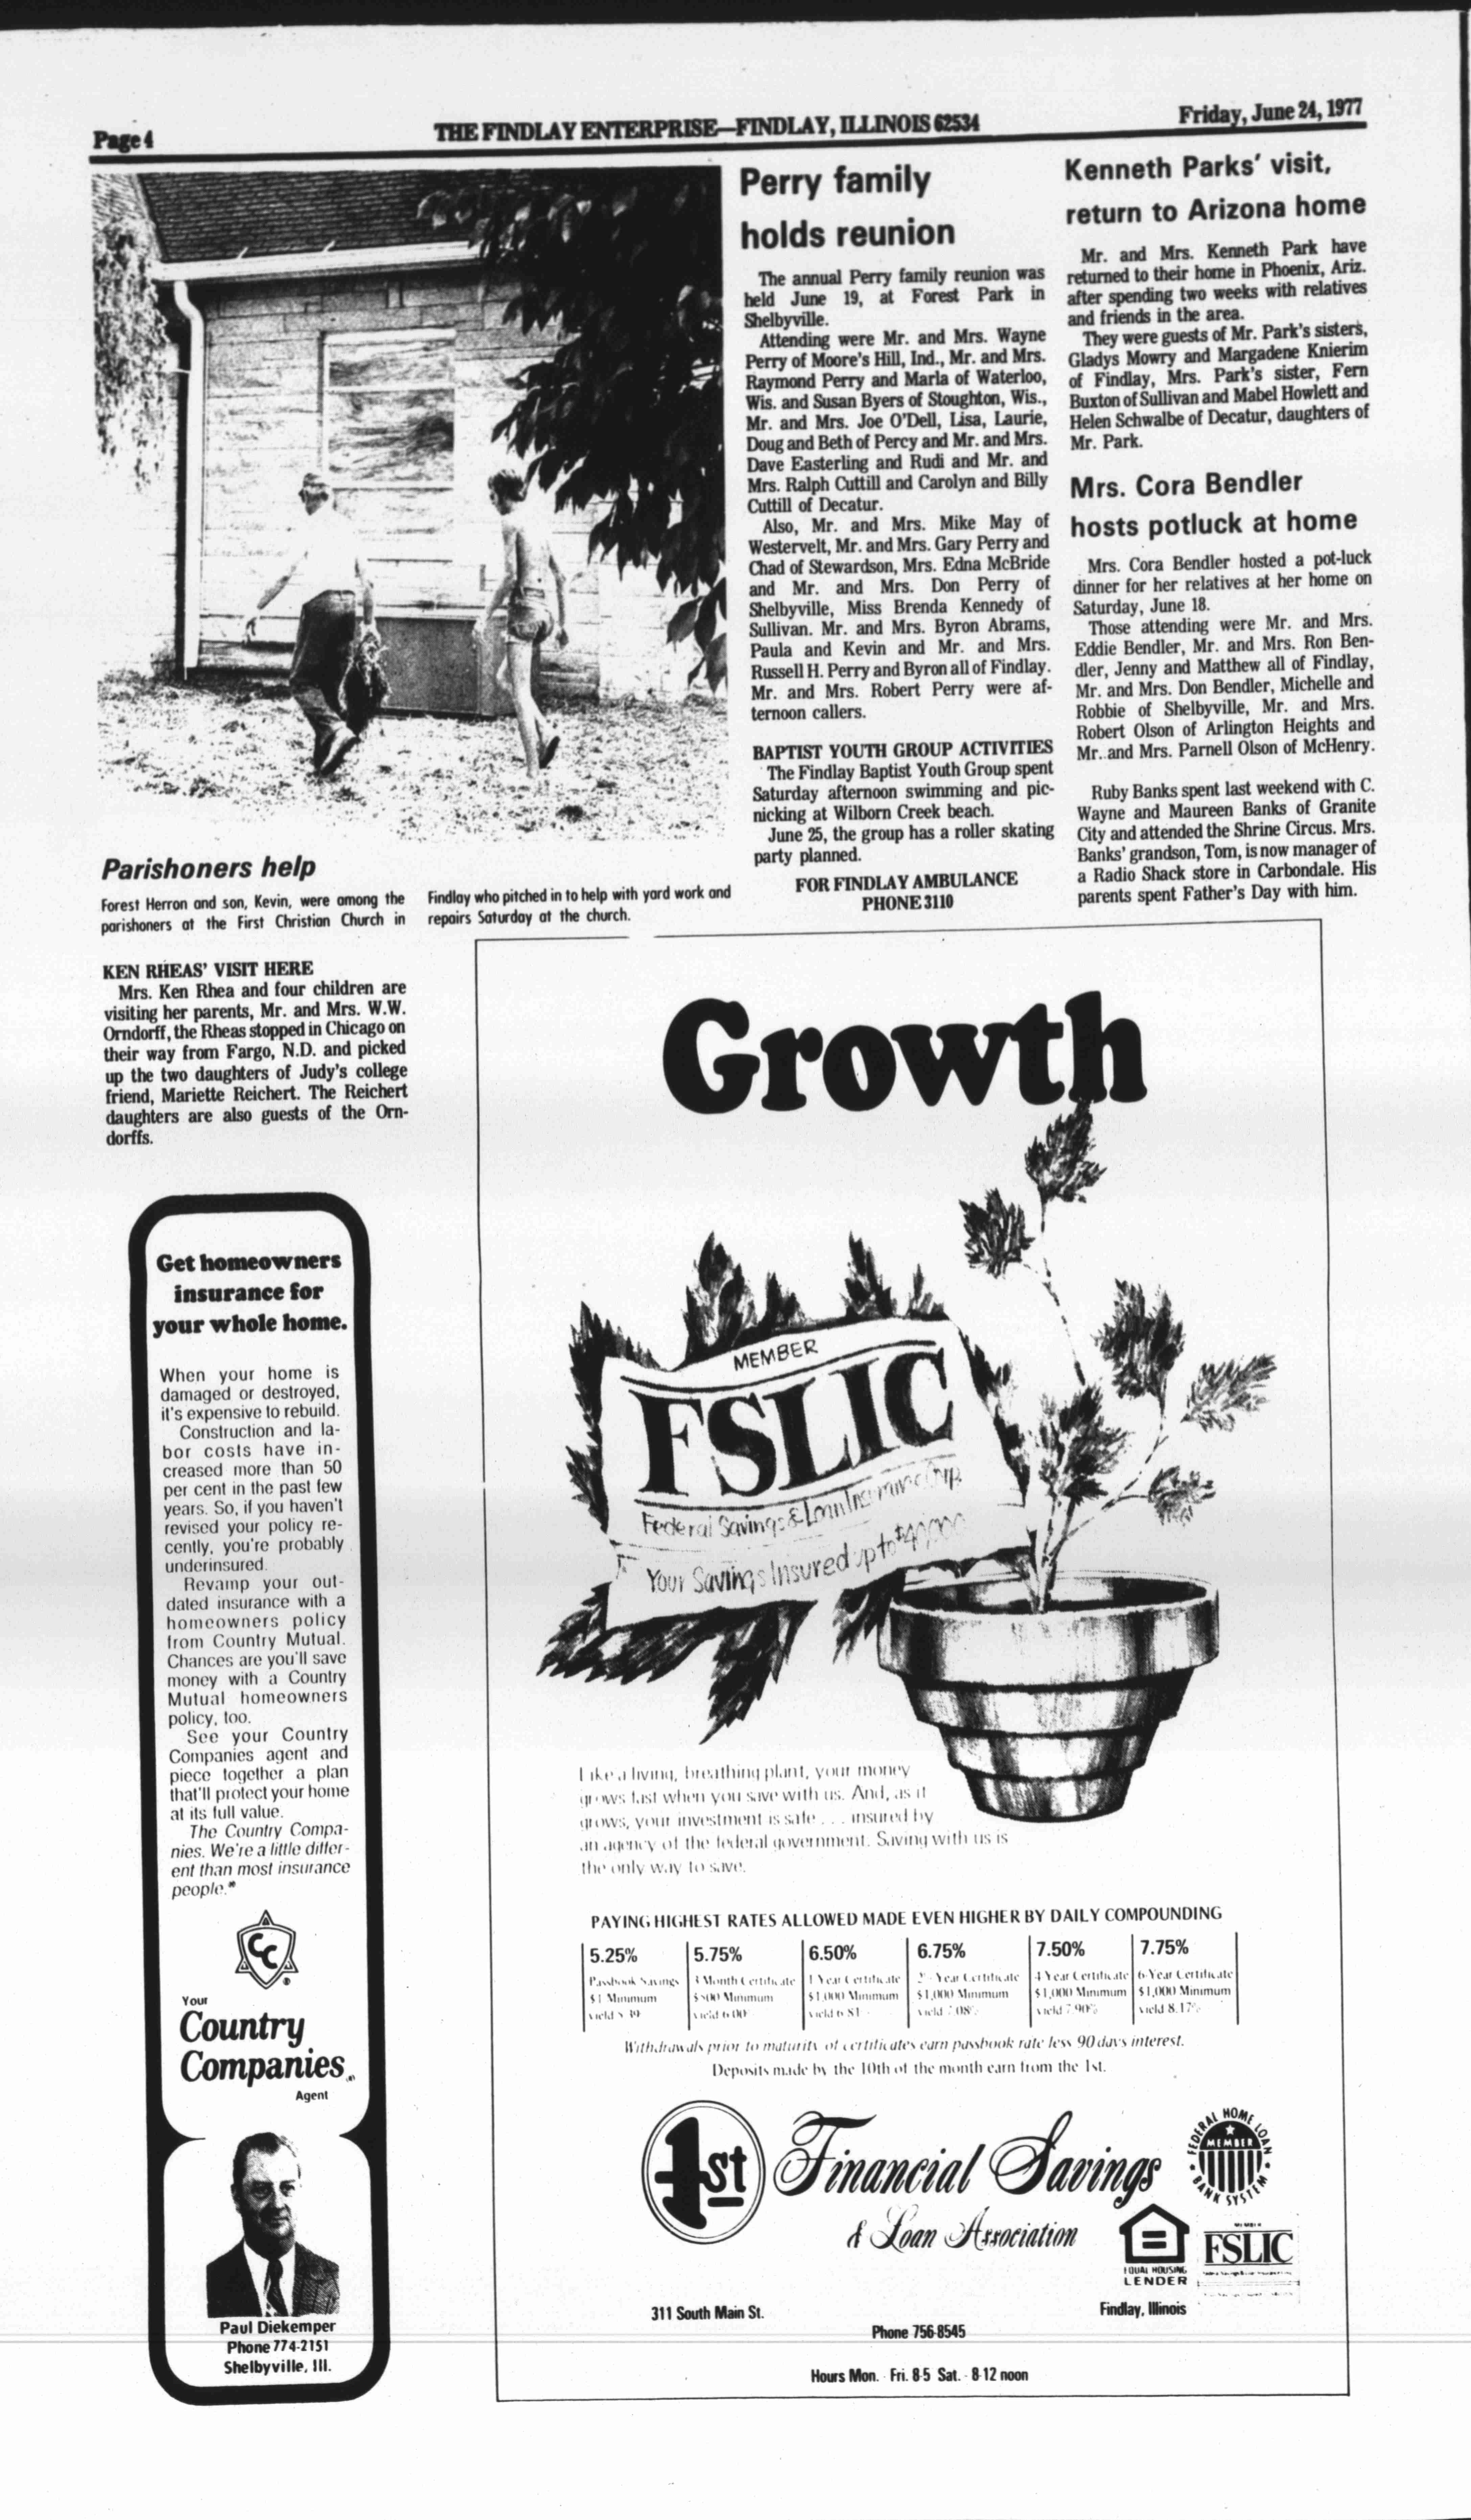 Page 4
THE FINDLAY ENTERPRISE—FINDLAY, ILLINOIS 62534
Friday, June 24, 1977
Parishoners help
Forest Herron and son, Kevin, were among the
parishoners at the First Christian Church in
Findlay who pitched in to help with yard work and
repairs Saturday at the church.
KEN RHEAS' VISIT HERE
Mrs. Ken Rhea and four children are
visiting her parents, Mr. and Mrs. W.W.
Orndorff, the Rheas stopped in Chicago on
their way from Fargo, N.D. and picked
up the two daughters of Judy's college
friend, Mariette Reichert. The Reichert
daughters are also guests of the Orn-
dorffs.
Perry family
holds reunion
The annual Perry family reunion was
held June 19, at Forest Park in
Shelbyville.
Attending were Mr. and Mrs. Wayne
Perry of Moore's Hill, Ind., Mr. and Mrs.
Raymond Perry and Marla of Waterloo,
Wis. and Susan Byers of Stoughton, Wis.,
Mr. and Mrs. Joe O'Dell, Lisa, Laurie,
Doug and Beth of Percy and Mr. and Mrs.
Dave Easterling and Rudi and Mr. and
Mrs. Ralph Cuttill and Carolyn and Billy
Cuttill of Decatur.
Also, Mr. and Mrs. Mike May of
Westervelt, Mr. and Mrs. Gary Perry and
Chad of Stewardson, Mrs. Edna McBride
and Mr. and Mrs. Don Perry of
Shelbyville, Miss Brenda Kennedy of
Sullivan. Mr. and Mrs. Byron Abrams,
Paula and Kevin and Mr. and Mrs.
Russell H. Perry and Byron all of Findlay.
Mr. and Mrs. Robert Perry were af-
ternoon callers.
BAPTIST YOUTH GROUP ACTIVITIES
The Findlay Baptist Youth Group spent
Saturday afternoon swimming and pic-
nicking at Wilborn Creek beach.
June 25, the group has a roller skating
party planned.
FOR FINDLAY AMBULANCE
PHONE 3110
Kenneth Parks' visit,
return to Arizona home
Mr. and Mrs. Kenneth Park have
returned to their home in Phoenix, Ariz.
after spending two weeks with relatives
and friends in the area.
They were guests of Mr. Park's sisters,
Gladys Mowry and Margadene Knierim
of Findlay, Mrs. Park's sister, Fern
Buxton of Sullivan and Mabel Howlett and
Helen Schwalbe of Decatur, daughters of
Mr. Park.
Mrs. Cora Bendler
hosts potluck at home
Mrs. Cora Bendler hosted a pot-luck
dinner for her relatives at her home on
Saturday, June 18.
Those attending were Mr. and Mrs.
Eddie Bendler, Mr. and Mrs. Ron Ben-
dler, Jenny and Matthew all of Findlay,
Mr. and Mrs. Don Bendler, Michelle and
Robbie of Shelbyville, Mr. and Mrs.
Robert Olson of Arlington Heights and
Mr. and Mrs. Parnell Olson of McHenry.
Ruby Banks spent last weekend with C.
Wayne and Maureen Banks of Granite
City and attended the Shrine Circus. Mrs.
Banks' grandson, Tom, is now manager of
a Radio Shack store in Carbondale. His
parents spent Father's Day with him.
Get homeowners
insurance for
your whole home.
When your home is
damaged or destroyed,
it's expensive to rebuild.
Construction and la-
bor costs have in-
creased more than 50
per cent in the past few
years. So, if you haven't
revised your policy re-
cently, you're probably
underinsured.
Revamp your out-
dated insurance with a
homeowners policy
from Country Mutual.
Chances are you'll save
money with a Country
Mutual homeowners
policy, too.
See your Country
Companies agent and
piece together a plan
that'll protect your home
at its full value.
The Country Compa-
nies. We're a little differ-
ent than most insurance
people."
CC
Your
Country
Companies
Agent
Paul Diekemper
Phone 774-2151
Shelbyville, Ill.
Growth
MEMBER
FSLIC
Federal Savings & Loan Insurance Corp.
Your Savings Insured up to $40,000
Like a living, breathing plant, your money
grows fast when you save with us. And, as it
grows, your investment is safe . . . insured by
an agency of the federal government. Saving with us is
the only way to save.
PAYING HIGHEST RATES ALLOWED MADE EVEN HIGHER BY DAILY COMPOUNDING
5.25% 5.75% 6.50% 6.75% 7.50% 7.75%
Passbook Savings 3 Month Certificate 1 Year Certificate Year Certificate 4 Year Certificate 6-Year Certificate
$1 Minimum $500 Minimum $1,000 Minimum $1,000 Minimum $1,000 Minimum $1,000 Minimum
yield 5.39 yield 6.00 yield 6.81 yield 7.08% yield 7.90% yield 8.17%
Withdrawals prior to maturity of certificates earn passbook rate less 90 days interest.
Deposits made by the 10th of the month earn from the 1st.
1st Financial Savings
& Loan Association
FEDERAL HOME LOAN BANK SYSTEM
MEMBER
EQUAL HOUSING
LENDER
MEMBER
FSLIC
311 South Main St.
Findlay, Illinois
Phone 756-8545
Hours Mon. - Fri. 8-5 Sat. - 8-12 noon